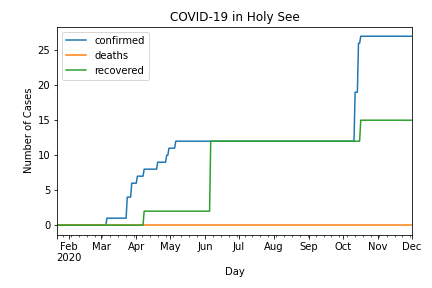 COVID-19 in Holy See
confirmed
deaths
recovered
Number of Cases
25
20
15
10
5
0
Feb Mar Apr May Jun Jul Aug Sep Oct Nov Dec
2020
Day